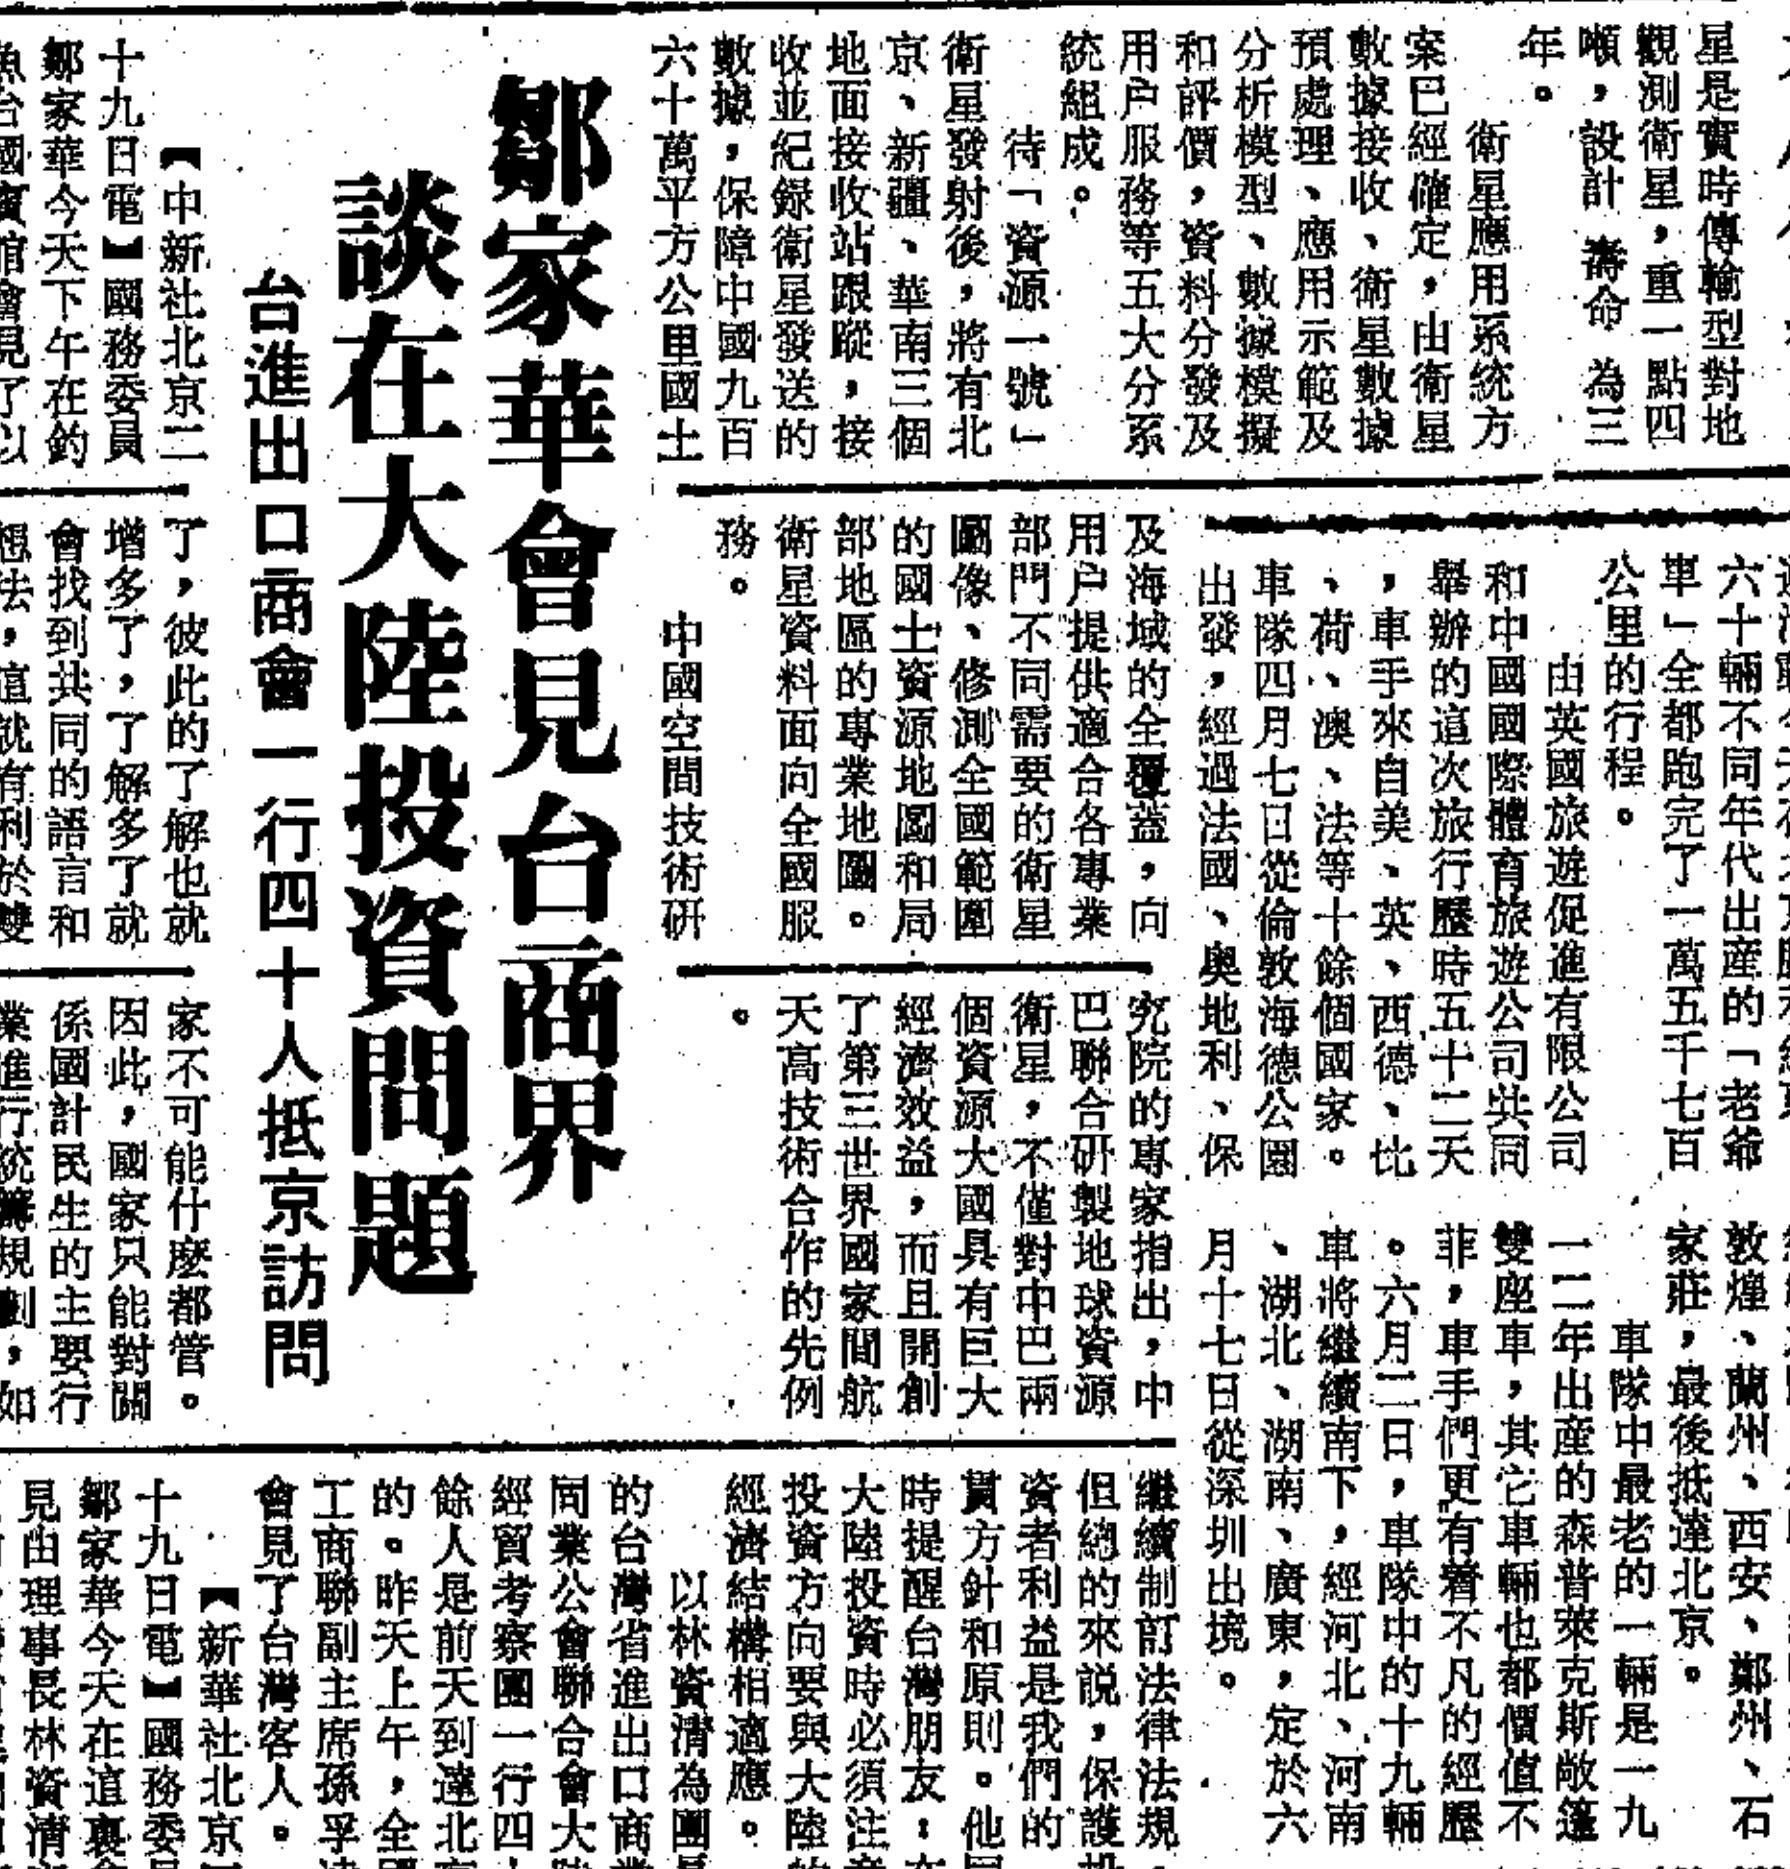 星是實時傳輸型對地
觀測衛星，重一點四
噸，設計壽命為三
年。
衛星應用系統方
案巳經確定，由衛星
數據接收、衛星數據
預處理、應用示範及
分析模型、數據模擬
和評價，資料分發及
用户服務等五大分系
統組成。
待「資源一號」
衛星發射後，將有北
京、新疆、華南三個
地面接收站跟蹤，接
收並紀錄衛星發送的
數據，保障中國九百
六十萬平方公里國土
及海域的全覆蓋，向
用户提供適合各專業
部門不同需要的衛星
圖像、修測全國範圍
的國土資源地圖和局
部地區的專業地圖。
衛星資料面向全國服
務。
中國空間技術研
究院的專家指出，中
巴聯合研製地球資源
衛星，不僅對中巴兩
個資源大國具有巨大
經濟效益，而且開創
了第三世界國家間航
天高技術合作的先例
。
六十輛不同年代出産的「老爺
車」全都跑完了一萬五千七百
公里的行程。
由英國旅遊促進有限公司
和中國國際體育旅遊公司共同
舉辦的這次旅行歷時五十二天
，車手來自美、英、西德、比
、荷、澳、法等十餘個國家。
車隊四月七日從倫敦海德公園
出發，經過法國、奥地利、保
敦煌、蘭州、西安、鄭州、石
家莊，最後抵達北京。
車隊中最老的一輛是一九
一二年出産的森普萊克斯敞篷
雙座車，其它車輛也都價值不
菲，車手們更有着不凡的經歷
。六月二日，車隊中的十九輛
車將繼續南下，經河北、河南
、湖北、湖南、廣東，定於六
月十七日從深圳出境。
鄒家華會見台商界
談在大陸投資問題
台進出口商會一行四十人抵京訪問
【中新社北京二
十九日電】國務委員
鄒家華今天下午在釣
魚台國賓館會見了以
了，彼此的了解也就
增多了，了解多了就
會找到共同的語言和
想法，這就有利於雙
家不可能什麽都管。
因此，國家只能對關
係國計民生的主要行
業進行統籌規劃，如
繼續制訂法律法規，
但總的來説，保護投
資者利益是我們的一
貫方針和原則。他同
時提醒台灣朋友：在
大陸投資時必須注意
投資方向要與大陸的
經濟結構相適應。
以林資清為團長
的台灣省進出口商業
同業公會聯合會大陸
經貿考察團一行四十
餘人是前天到達北京
的。昨天上午，全國
工商聯副主席孫孚凌
會見了台灣客人。
【新華社北京二
十九日電】國務委員
鄒家華今天在這裏會
見由理事長林資清率